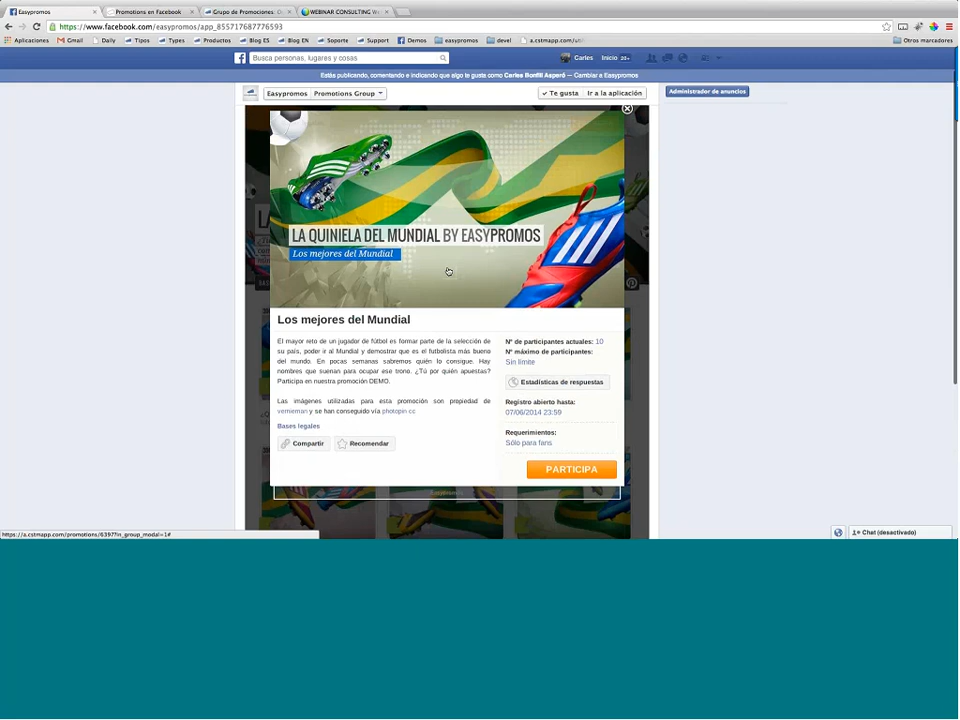 Easypromos
Promotions en Facebook
Grupo de Promociones:
WEBINAR CONSULTING
https://www.facebook.com/easypromos/app_855717687776593
Aplicaciones Gmail Daily Tipos Types Productos Blog ES Blog EN Soporte Support Demos easypromos devel a.cstmapp.com/uti Otros marcadores
Busca personas, lugares y cosas
Carles Inicio 20+
Estás publicando, comentando e indicando que algo te gusta como Carles Bonfill Asperó — Cambiar a Easypromos
Easypromos Promotions Group
Te gusta Ir a la aplicación
Administrador de anuncios
LA QUINIELA DEL MUNDIAL BY EASYPROMOS
Los mejores del Mundial
Los mejores del Mundial
El mayor reto de un jugador de fútbol es formar parte de la selección de
su país, poder ir al Mundial y demostrar que es el futbolista más bueno
del mundo. En pocas semanas sabremos quién lo consigue. Hay
nombres que suenan para ocupar ese trono. ¿Tú por quién apuestas?
Participa en nuestra promoción DEMO.
Las imágenes utilizadas para esta promoción son propiedad de
vernieman y se han conseguido vía photopin cc
Bases legales
Compartir Recomendar
Nº de participantes actuales: 10
Nº máximo de participantes:
Sin límite
Estadísticas de respuestas
Registro abierto hasta:
07/06/2014 23:59
Requerimientos:
Sólo para fans
PARTICIPA
Easypromos
https://a.cstmapp.com/promotions/6397?in_group_modal=1#
Chat (desactivado)